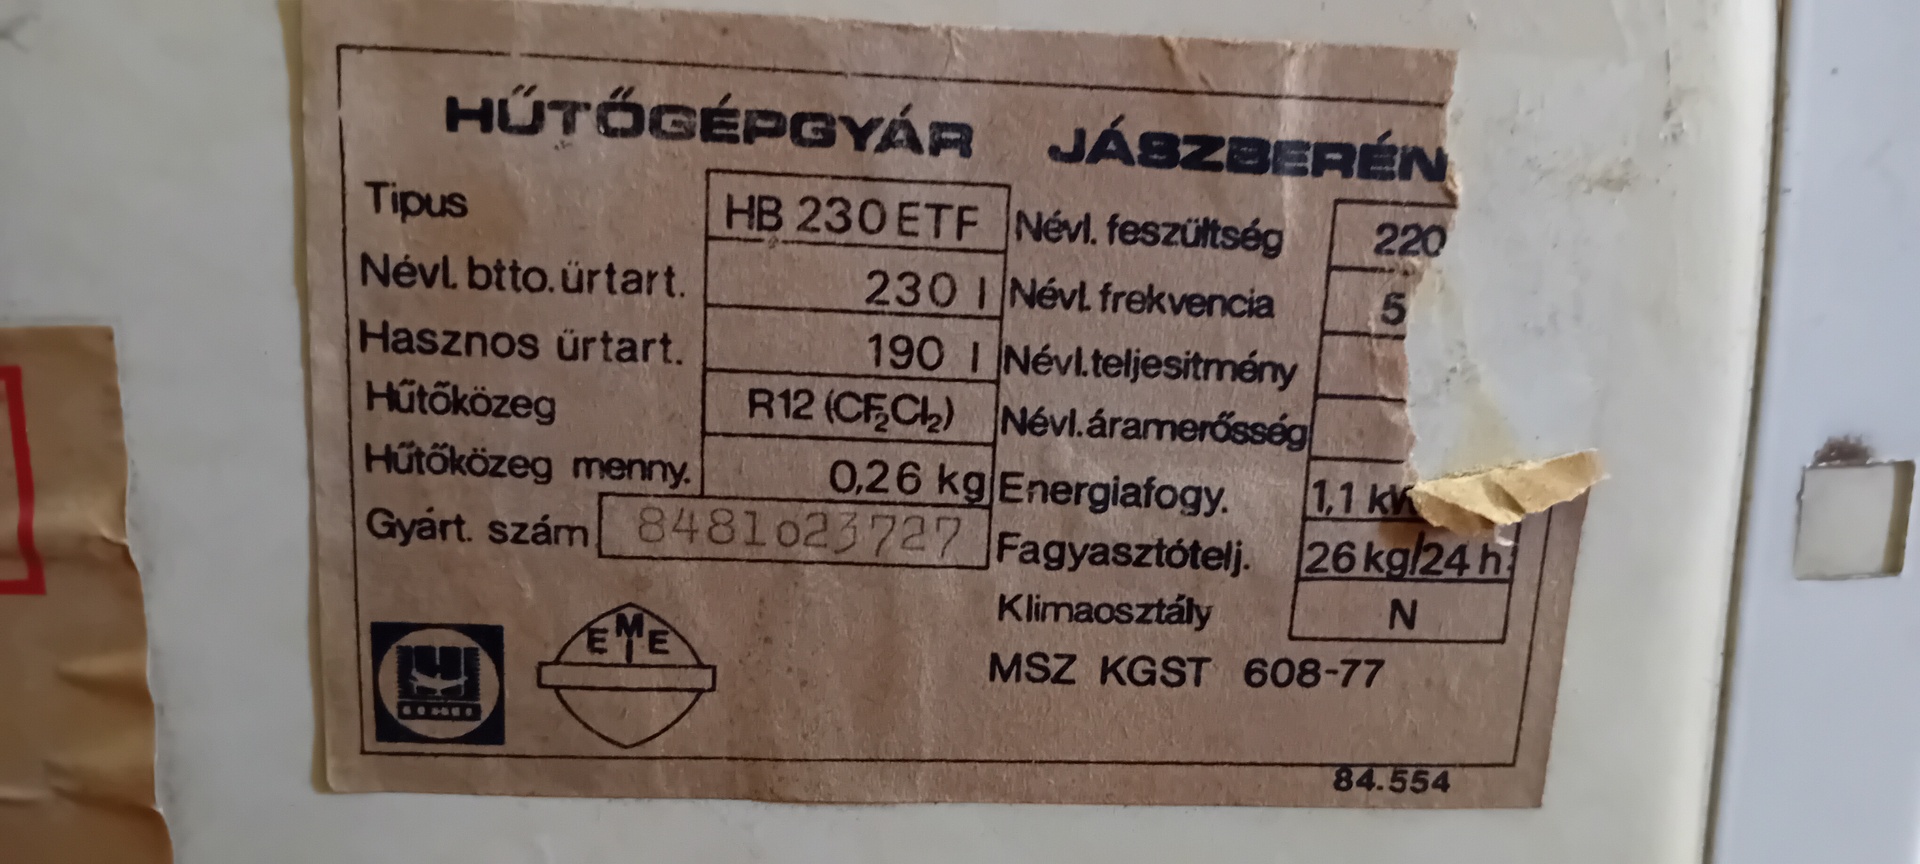 HŰTŐGÉPGYÁR JÁSZBERÉN
Tipus HB 230 ETF
Névl. btto. űrtart. 230 l
Hasznos űrtart. 190 l
Hűtőközeg R12 (CF₂Cl₂)
Hűtőközeg menny. 0,26 kg
Gyárt. szám 8481023727
Névl. feszültség 220
Névl. frekvencia 5
Névl. teljesitmény
Névl. áramerősség
Energiafogy. 1,1 kW
Fagyasztótelj. 26 kg/24 h
Klimaosztály N
MSZ KGST 608-77
EME
84.554